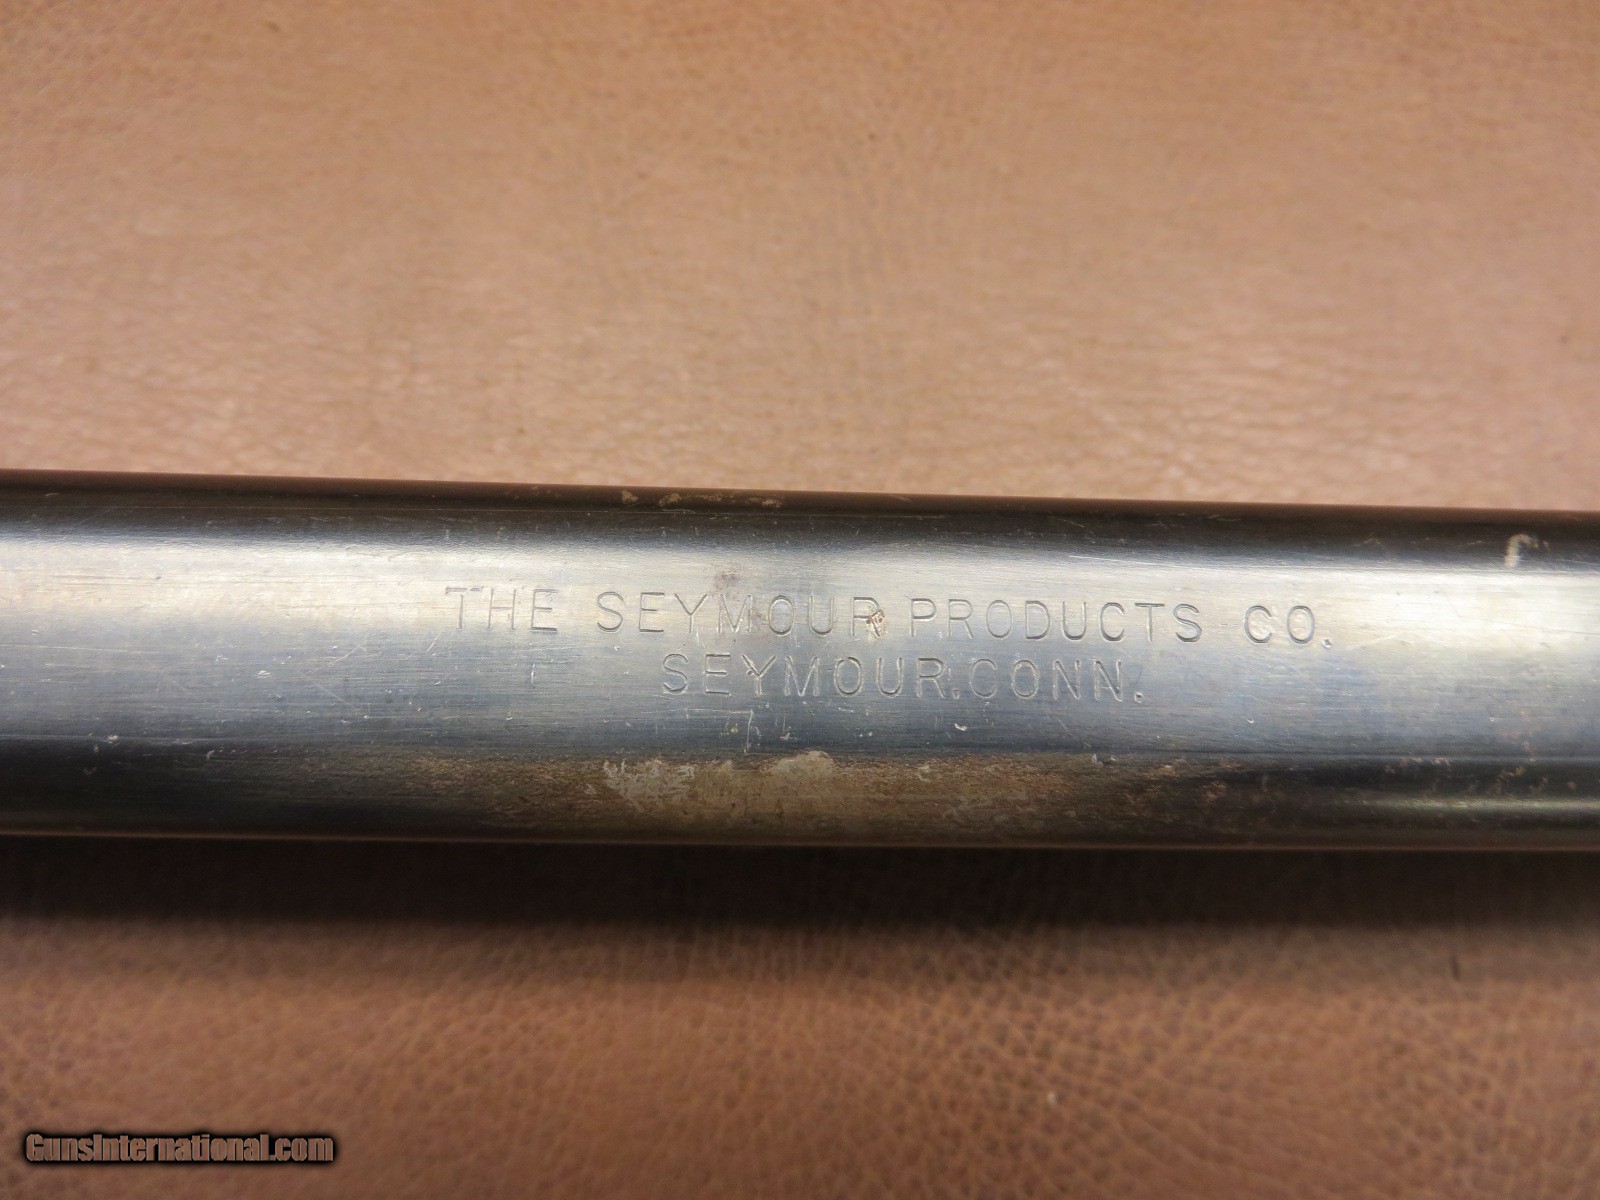 THE SEYMOUR PRODUCTS CO.
SEYMOUR, CONN.
GunsInternational.com